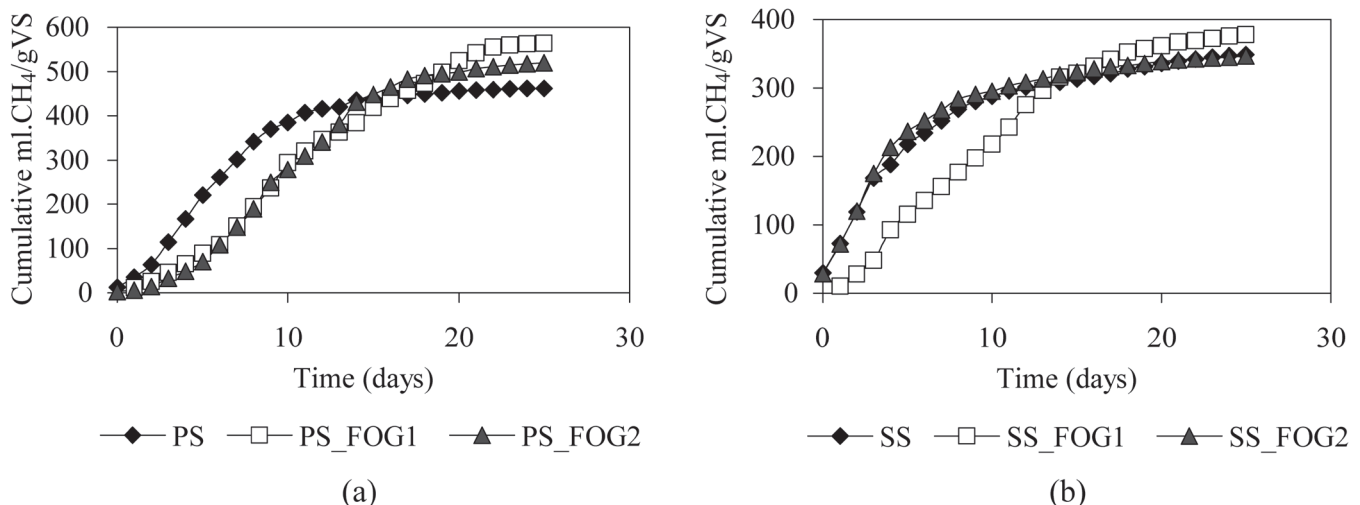 Cumulative ml.CH₄/gVS
600
500
400
300
200
100
0
0 10 20 30
Time (days)
PS PS_FOG1 PS_FOG2
(a)
Cumulative ml.CH₄/gVS
400
300
200
100
0
0 10 20 30
Time (days)
SS SS_FOG1 SS_FOG2
(b)